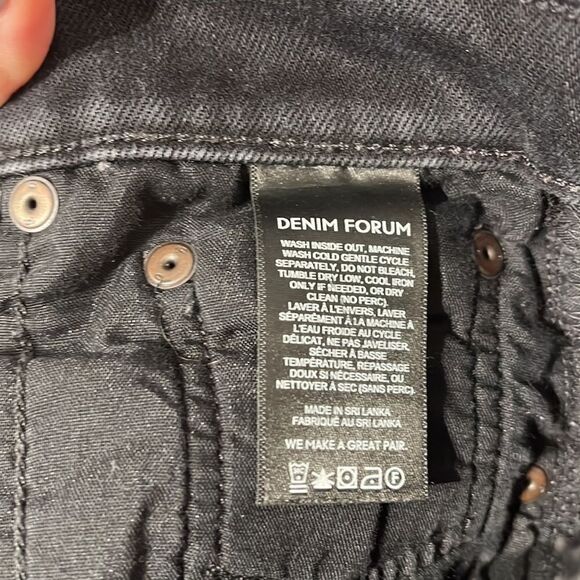 DENIM FORUM
WASH INSIDE OUT, MACHINE
WASH COLD GENTLE CYCLE
SEPARATELY, DO NOT BLEACH,
TUMBLE DRY LOW, COOL IRON
ONLY IF NEEDED, OR DRY
CLEAN (NO PERC).
LAVER À L'ENVERS, LAVER
SÉPARÉMENT À LA MACHINE À
L'EAU FROIDE AU CYCLE
DÉLICAT, NE PAS JAVELISER,
SÉCHER À BASSE
TEMPÉRATURE, REPASSAGE
DOUX SI NÉCESSAIRE, OU
NETTOYER À SEC (SANS PERC).
MADE IN SRI LANKA
FABRIQUÉ AU SRI LANKA
WE MAKE A GREAT PAIR.
F